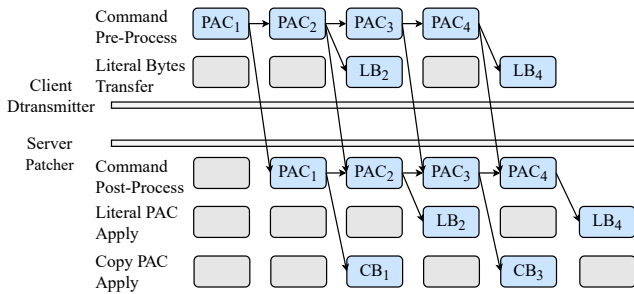 Command
Pre-Process
PAC₁ PAC₂ PAC₃ PAC₄
Literal Bytes
Transfer
LB₂ LB₄
Client
Dtransmitter
Server
Patcher
Command
Post-Process
PAC₁ PAC₂ PAC₃ PAC₄
Literal PAC
Apply
LB₂ LB₄
Copy PAC
Apply
CB₁ CB₃